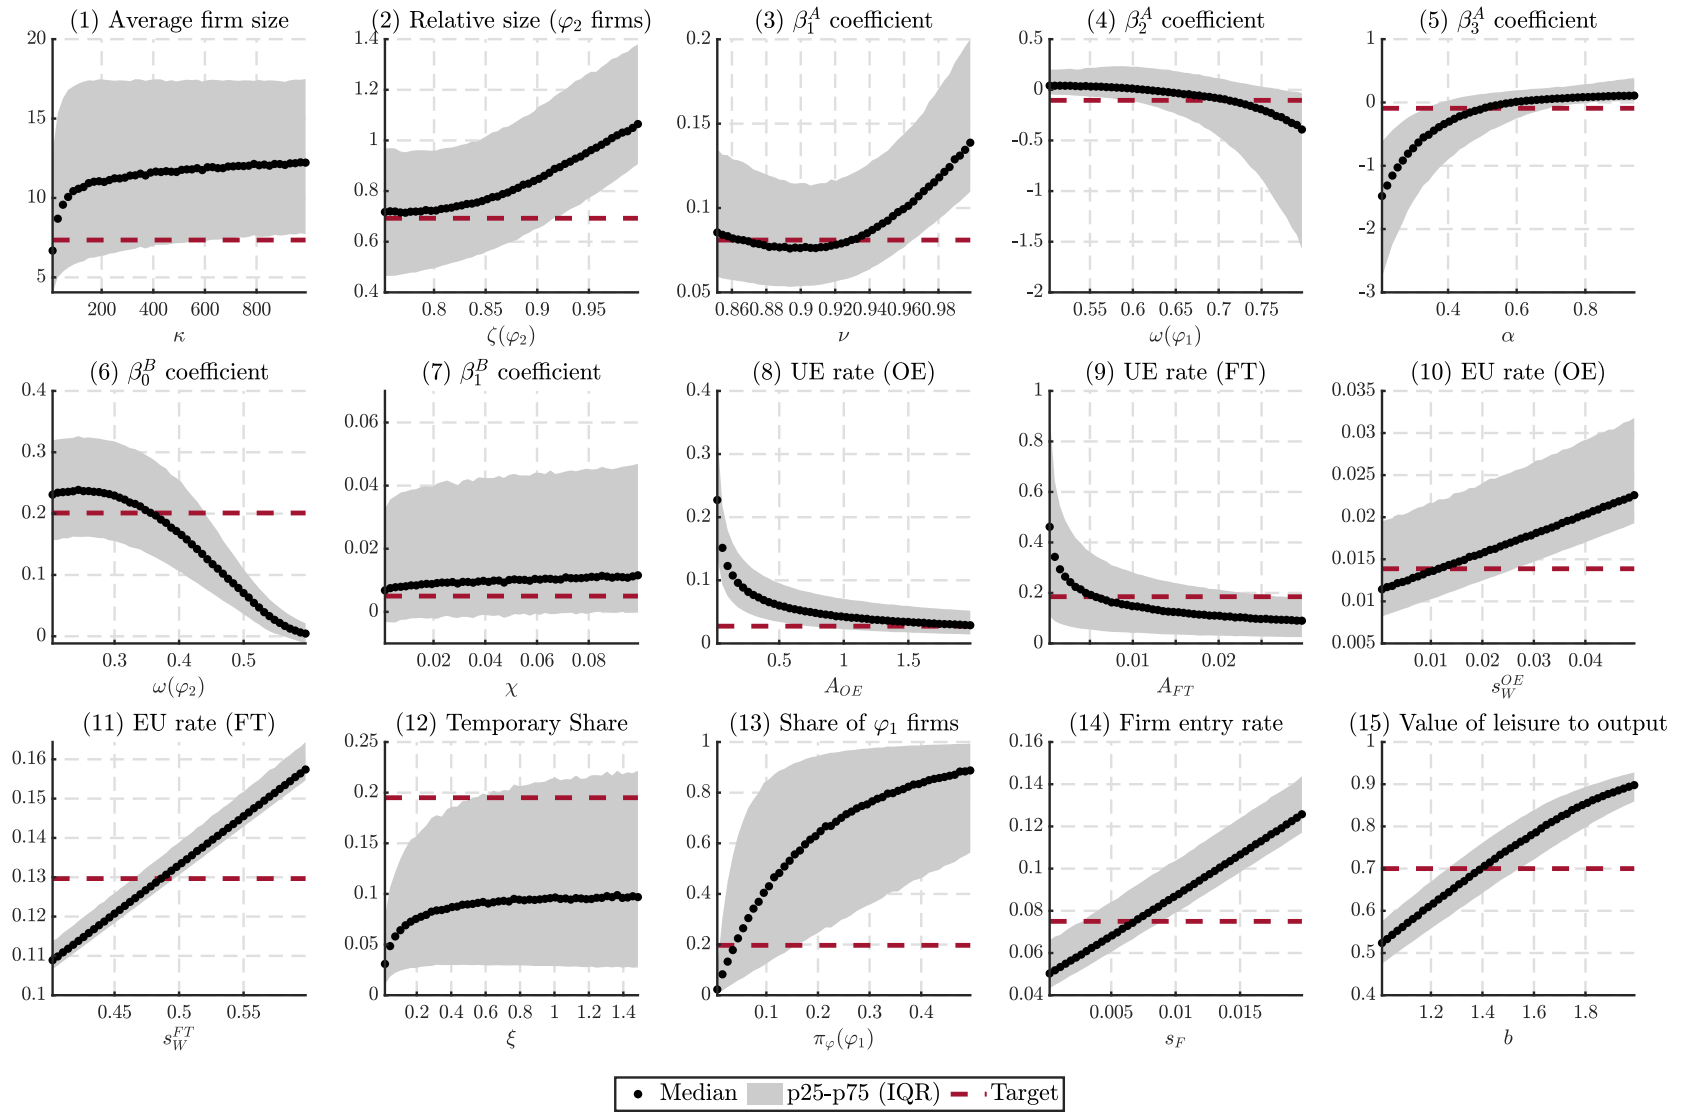 (1) Average firm size
20
15
10
5
200 400 600 800
κ
(2) Relative size (φ₂ firms)
1.4
1.2
1
0.8
0.6
0.4
0.8 0.85 0.9 0.95
ζ(φ₂)
(3) β₁ᴬ coefficient
0.2
0.15
0.1
0.05
0.86 0.88 0.9 0.92 0.94 0.96 0.98
ν
(4) β₂ᴬ coefficient
0.5
0
-0.5
-1
-1.5
-2
0.55 0.6 0.65 0.7 0.75
ω(φ₁)
(5) β₃ᴬ coefficient
1
0
-1
-2
-3
0.4 0.6 0.8
α
(6) β₀ᴮ coefficient
0.4
0.3
0.2
0.1
0
0.3 0.4 0.5
ω(φ₂)
(7) β₁ᴮ coefficient
0.06
0.04
0.02
0
0.02 0.04 0.06 0.08
χ
(8) UE rate (OE)
0.4
0.3
0.2
0.1
0
0.5 1 1.5
A_OE
(9) UE rate (FT)
1
0.8
0.6
0.4
0.2
0
0.01 0.02
A_FT
(10) EU rate (OE)
0.035
0.03
0.025
0.02
0.015
0.01
0.005
0.01 0.02 0.03 0.04
s_W^OE
(11) EU rate (FT)
0.16
0.15
0.14
0.13
0.12
0.11
0.1
0.45 0.5 0.55
s_W^FT
(12) Temporary Share
0.25
0.2
0.15
0.1
0.05
0
0.2 0.4 0.6 0.8 1 1.2 1.4
ξ
(13) Share of φ₁ firms
1
0.8
0.6
0.4
0.2
0
0.1 0.2 0.3 0.4
π_φ(φ₁)
(14) Firm entry rate
0.16
0.14
0.12
0.1
0.08
0.06
0.04
0.005 0.01 0.015
s_F
(15) Value of leisure to output
1
0.9
0.8
0.7
0.6
0.5
0.4
1.2 1.4 1.6 1.8
b
Median p25-p75 (IQR) Target